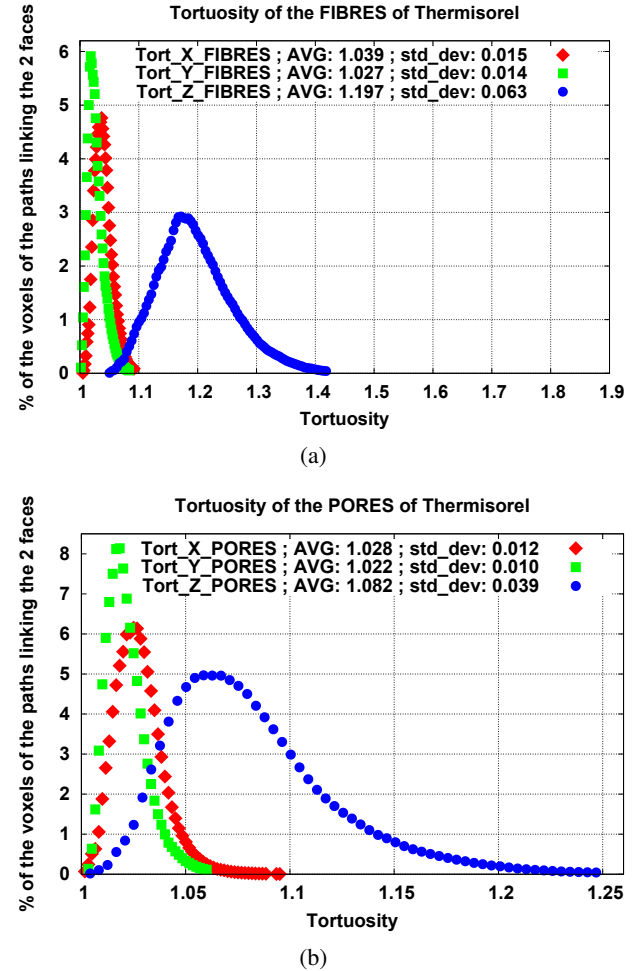 Tortuosity of the FIBRES of Thermisorel
% of the voxels of the paths linking the 2 faces
6
5
4
3
2
1
0
Tort_X_FIBRES ; AVG: 1.039 ; std_dev: 0.015
Tort_Y_FIBRES ; AVG: 1.027 ; std_dev: 0.014
Tort_Z_FIBRES ; AVG: 1.197 ; std_dev: 0.063
1 1.1 1.2 1.3 1.4 1.5 1.6 1.7 1.8 1.9
Tortuosity
(a)
Tortuosity of the PORES of Thermisorel
% of the voxels of the paths linking the 2 faces
8
7
6
5
4
3
2
1
0
Tort_X_PORES ; AVG: 1.028 ; std_dev: 0.012
Tort_Y_PORES ; AVG: 1.022 ; std_dev: 0.010
Tort_Z_PORES ; AVG: 1.082 ; std_dev: 0.039
1 1.05 1.1 1.15 1.2 1.25
Tortuosity
(b)